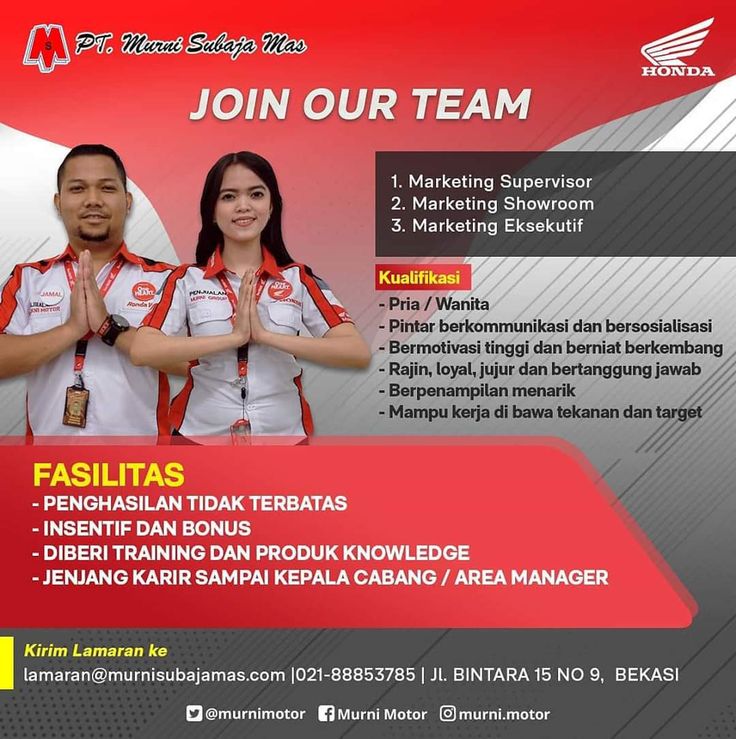 MS PT. Murni Subaja Mas
HONDA
JOIN OUR TEAM
1. Marketing Supervisor
2. Marketing Showroom
3. Marketing Eksekutif
Kualifikasi
- Pria / Wanita
- Pintar berkommunikasi dan bersosialisasi
- Bermotivasi tinggi dan berniat berkembang
- Rajin, loyal, jujur dan bertanggung jawab
- Berpenampilan menarik
- Mampu kerja di bawa tekanan dan target
JAMAL
PENJUALAN
HONDA
FASILITAS
- PENGHASILAN TIDAK TERBATAS
- INSENTIF DAN BONUS
- DIBERI TRAINING DAN PRODUK KNOWLEDGE
- JENJANG KARIR SAMPAI KEPALA CABANG / AREA MANAGER
Kirim Lamaran ke
lamaran@murnisubajamas.com |021-88853785 | Jl. BINTARA 15 NO 9, BEKASI
@murnimotor Murni Motor murni.motor